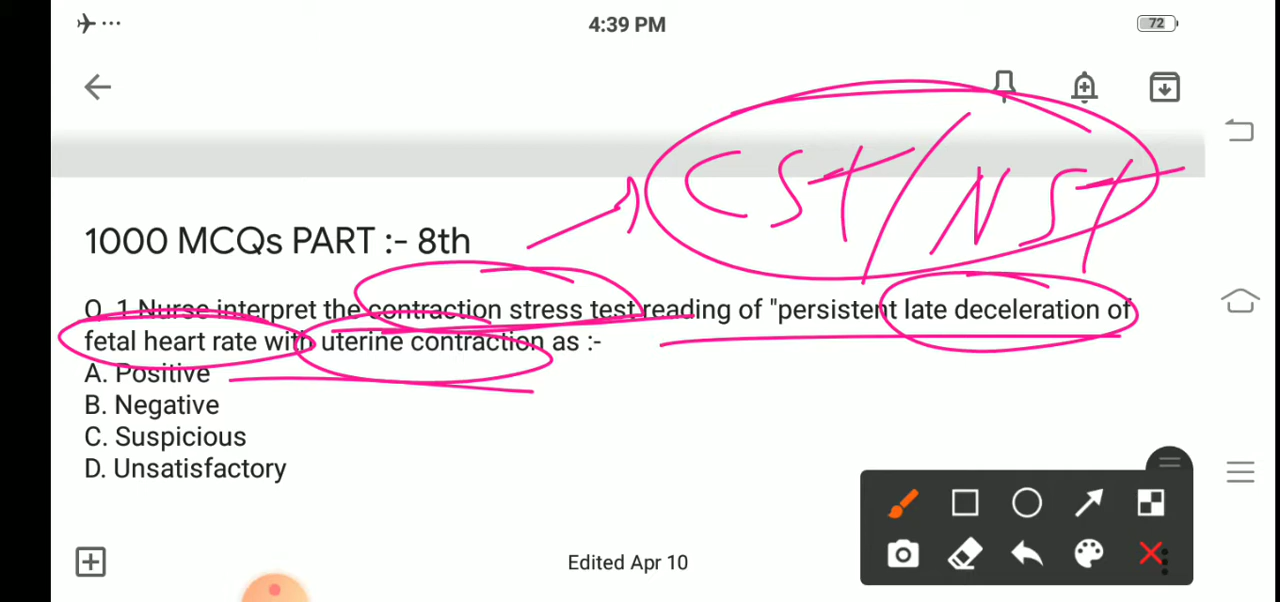 4:39 PM
72
CST/NST
1000 MCQs PART :- 8th
Q. 1 Nurse interpret the contraction stress test reading of "persistent late deceleration of
fetal heart rate with uterine contraction as :-
A. Positive
B. Negative
C. Suspicious
D. Unsatisfactory
Edited Apr 10